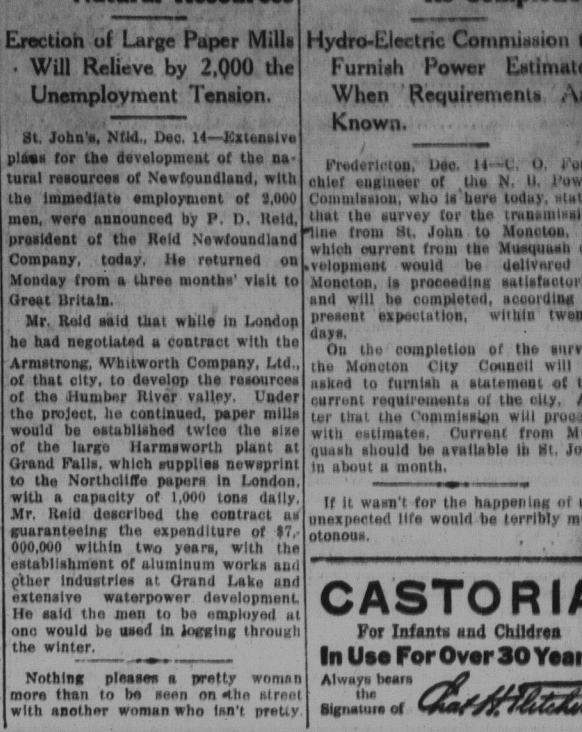 Natural Resources
Erection of Large Paper Mills
Will Relieve by 2,000 the
Unemployment Tension.
St. John's, Nfld., Dec. 14—Extensive
plans for the development of the na-
tural resources of Newfoundland, with
the immediate employment of 2,000
men, were announced by P. D. Reid,
president of the Reid Newfoundland
Company, today. He returned on
Monday from a three months' visit to
Great Britain.
Mr. Reid said that while in London
he had negotiated a contract with the
Armstrong, Whitworth Company, Ltd.,
of that city, to develop the resources
of the Humber River valley. Under
the project, he continued, paper mills
would be established twice the size
of the large Harmsworth plant at
Grand Falls, which supplies newsprint
to the Northcliffe papers in London,
with a capacity of 1,000 tons daily.
Mr. Reid described the contract as
guaranteeing the expenditure of $7,-
000,000 within two years, with the
establishment of aluminum works and
other industries at Grand Lake and
extensive waterpower development.
He said the men to be employed at
onc would be used in logging through
the winter.
Nothing pleases a pretty woman
more than to be seen on the street
with another woman who isn't pretty.
Hydro-Electric Commission t
Furnish Power Estimate
When Requirements A
Known.
Fredericton, Dec. 14—C. O. Fo
chief engineer of the N. B. Pow
Commission, who is here today, stat
that the survey for the transmissi
line from St. John to Moncton,
which current from the Musquash
velopment would be delivered
Moncton, is proceeding satisfactor
and will be completed, according
present expectation, within twen
days.
On the completion of the surv
the Moncton City Council will
asked to furnish a statement of t
current requirements of the city. A
ter that the Commission will proce
with estimates. Current from M
quash should be available in St. Jo
in about a month.
If it wasn't for the happening of
unexpected life would be terribly m
otonous.
CASTORIA
For Infants and Children
In Use For Over 30 Year
Always bears
the
Signature of
Chas H. Fletche